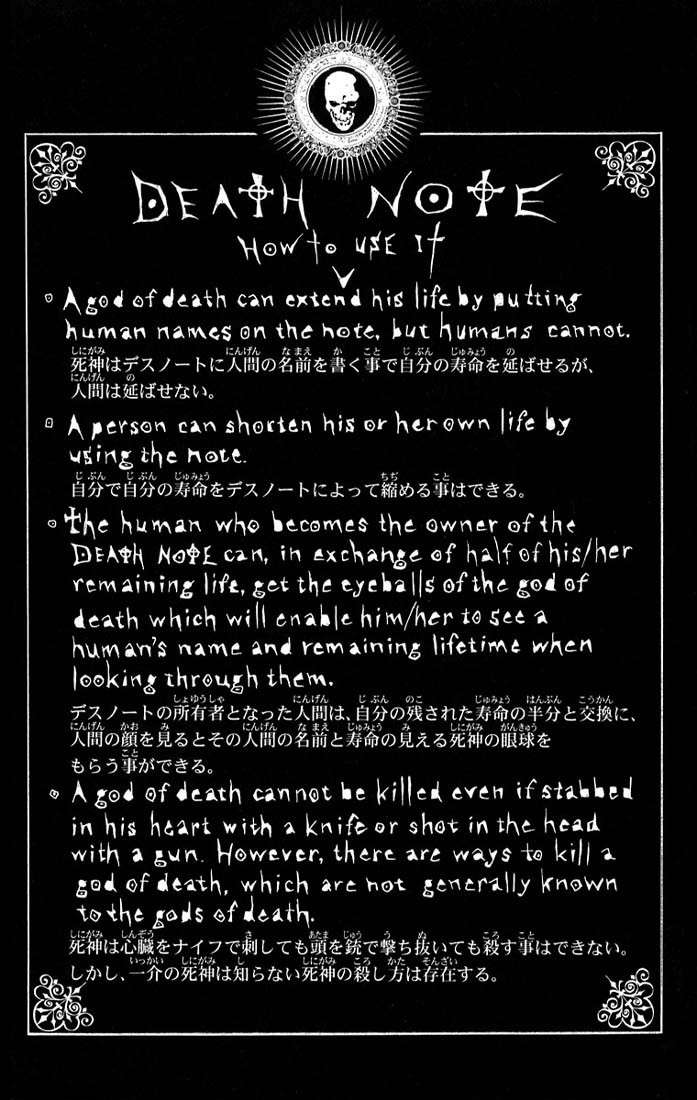 DEATH NOTE
HOW to USE It
A god of death can extend his life by putting
human names on the note, but humans cannot.
死神はデスノートに人間の名前を書く事で自分の寿命を延ばせるが、
人間は延ばせない。
A person can shorten his or her own life by
using the note.
自分で自分の寿命をデスノートによって縮める事はできる。
The human who becomes the owner of the
DEATH NOTE can, in exchange of half of his/her
remaining life, get the eyeballs of the god of
death which will enable him/her to see a
human's name and remaining lifetime when
looking through them.
デスノートの所有者となった人間は、自分の残された寿命の半分と交換に、
人間の顔を見るとその人間の名前と寿命の見える死神の眼球を
もらう事ができる。
A god of death cannot be killed even if stabbed
in his heart with a knife or shot in the head
with a gun. However, there are ways to kill a
god of death, which are not generally known
to the gods of death.
死神は心臓をナイフで刺しても頭を銃で撃ち抜いても殺す事はできない。
しかし、一介の死神は知らない死神の殺し方は存在する。